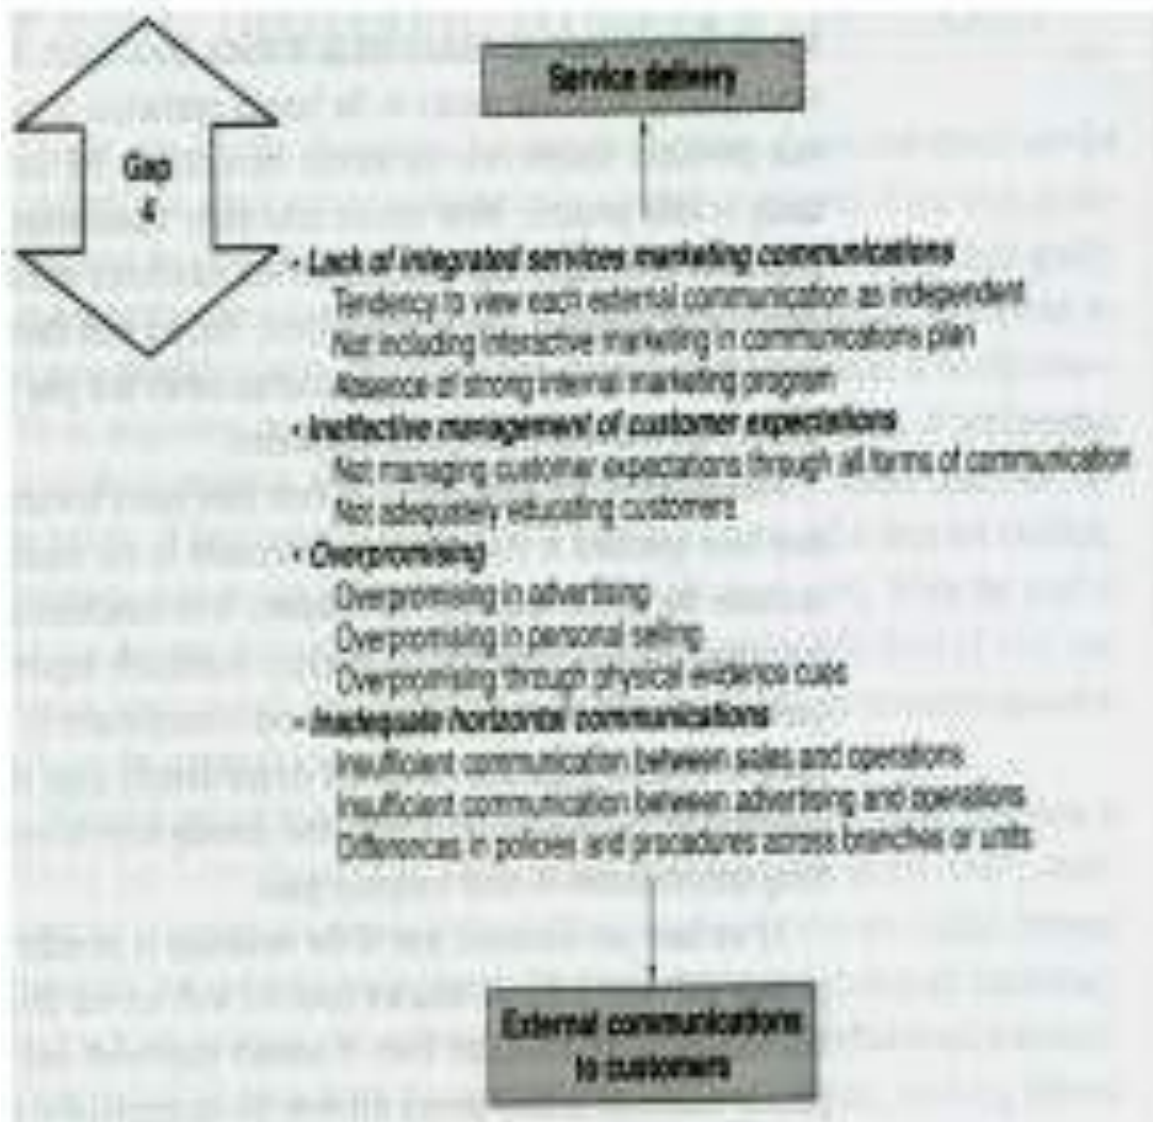 Service delivery
Gap
4
• Lack of integrated services marketing communications
Tendency to view each external communication as independent
Not including interactive marketing in communications plan
Absence of strong internal marketing program
• Ineffective management of customer expectations
Not managing customer expectations through all forms of communication
Not adequately educating customers
• Overpromising
Overpromising in advertising
Overpromising in personal selling
Overpromising through physical evidence cues
• Inadequate horizontal communications
Insufficient communication between sales and operations
Insufficient communication between advertising and operations
Differences in policies and procedures across branches or units
External communications
to customers